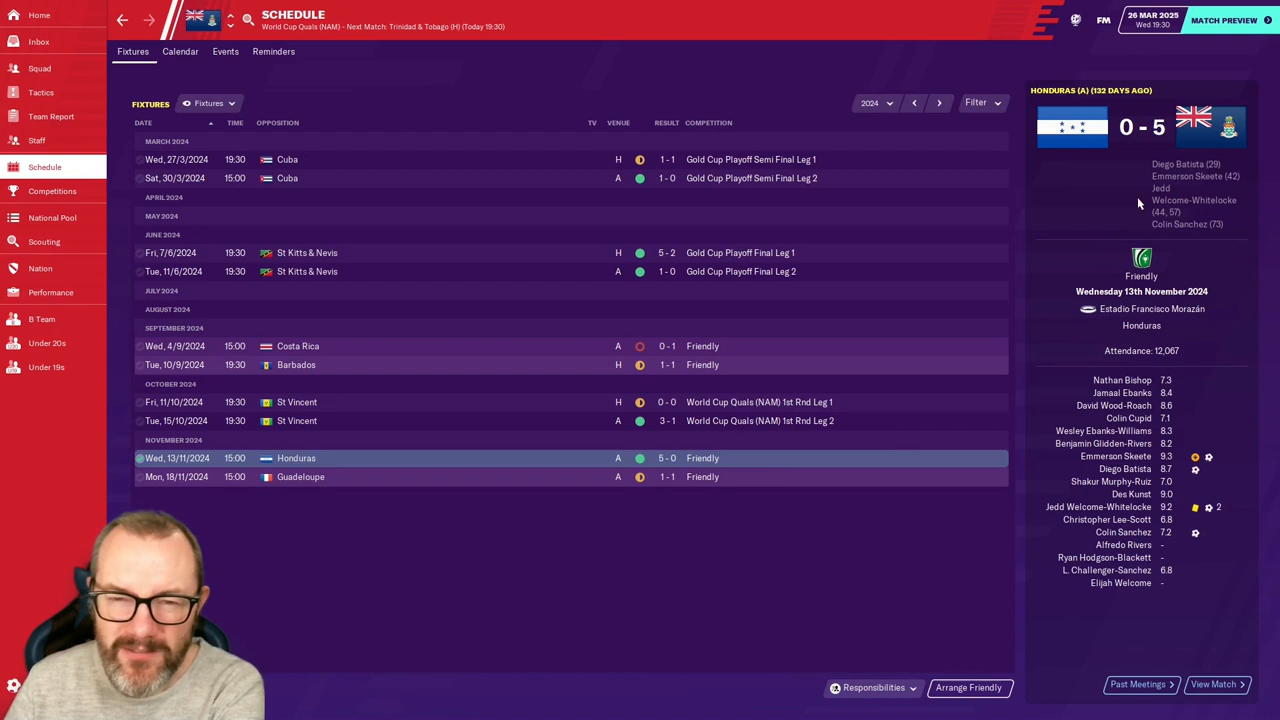 Home
Inbox
Squad
Tactics
Team Report
Staff
Schedule
Competitions
National Pool
Scouting
Nation
Performance
B Team
Under 20s
Under 19s
SCHEDULE
World Cup Quals (NAM) - Next Match: Trinidad & Tobago (H) (Today 19:30)
FM
26 MAR 2025
Wed 19:30
MATCH PREVIEW
Fixtures Calendar Events Reminders
FIXTURES Fixtures 2024 Filter
DATE TIME OPPOSITION TV VENUE RESULT COMPETITION
MARCH 2024
Wed, 27/3/2024 19:30 Cuba H 1 - 1 Gold Cup Playoff Semi Final Leg 1
Sat, 30/3/2024 15:00 Cuba A 1 - 0 Gold Cup Playoff Semi Final Leg 2
APRIL 2024
MAY 2024
JUNE 2024
Fri, 7/6/2024 19:30 St Kitts & Nevis H 5 - 2 Gold Cup Playoff Final Leg 1
Tue, 11/6/2024 19:30 St Kitts & Nevis A 1 - 0 Gold Cup Playoff Final Leg 2
JULY 2024
AUGUST 2024
SEPTEMBER 2024
Wed, 4/9/2024 15:00 Costa Rica A 0 - 1 Friendly
Tue, 10/9/2024 19:30 Barbados H 1 - 1 Friendly
OCTOBER 2024
Fri, 11/10/2024 19:30 St Vincent H 0 - 0 World Cup Quals (NAM) 1st Rnd Leg 1
Tue, 15/10/2024 19:30 St Vincent A 3 - 1 World Cup Quals (NAM) 1st Rnd Leg 2
NOVEMBER 2024
Wed, 13/11/2024 15:00 Honduras A 5 - 0 Friendly
Mon, 18/11/2024 15:00 Guadeloupe A 1 - 1 Friendly
Responsibilities Arrange Friendly
HONDURAS (A) (132 DAYS AGO)
0 - 5
Diego Batista (29)
Emmerson Skeete (42)
Jedd
Welcome-Whitelocke
(44, 57)
Colin Sanchez (73)
Friendly
Wednesday 13th November 2024
Estadio Francisco Morazán
Honduras
Attendance: 12,067
Nathan Bishop 7.3
Jamaal Ebanks 8.4
David Wood-Roach 8.6
Colin Cupid 7.1
Wesley Ebanks-Williams 8.3
Benjamin Glidden-Rivers 8.2
Emmerson Skeete 9.3
Diego Batista 8.7
Shakur Murphy-Ruiz 7.0
Des Kunst 9.0
Jedd Welcome-Whitelocke 9.2 2
Christopher Lee-Scott 6.8
Colin Sanchez 7.2
Alfredo Rivers -
Ryan Hodgson-Blackett -
L. Challenger-Sanchez 6.8
Elijah Welcome -
Past Meetings View Match